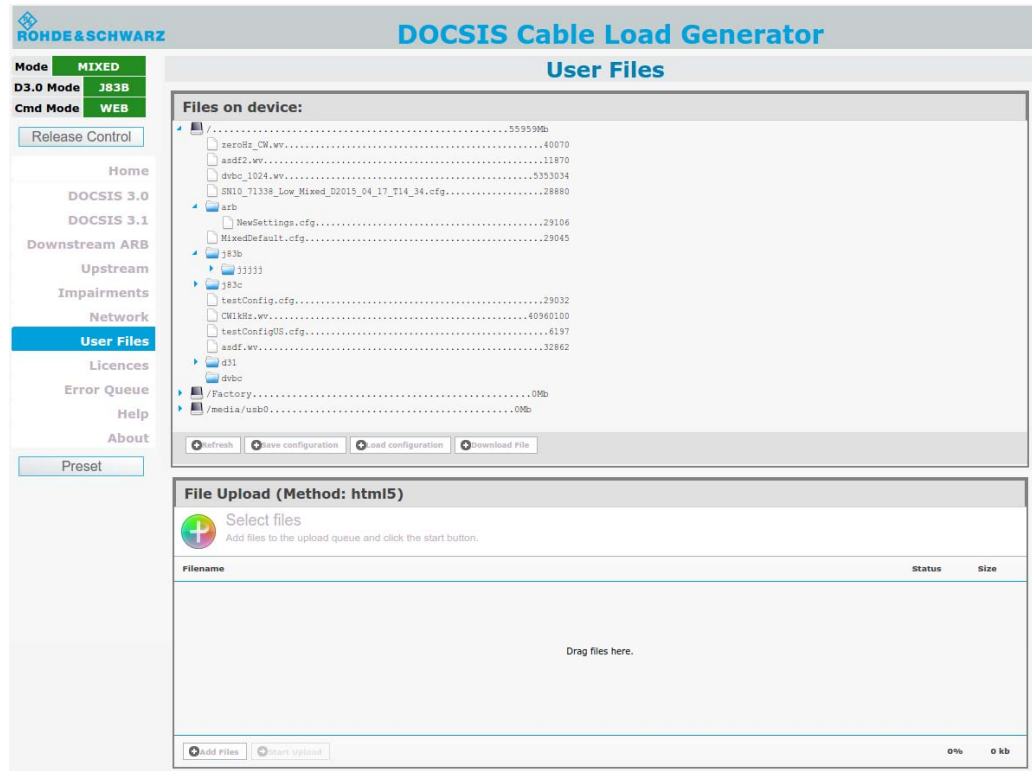 ROHDE&SCHWARZ
DOCSIS Cable Load Generator
Mode MIXED
D3.0 Mode J83B
Cmd Mode WEB
Release Control
Home
DOCSIS 3.0
DOCSIS 3.1
Downstream ARB
Upstream
Impairments
Network
User Files
Licences
Error Queue
Help
About
Preset
User Files
Files on device:
/.....................................................55959Mb
zeroHz_CW.wv..............................................40070
asdf2.wv..................................................11870
dvbc_1024.wv............................................5353034
SN10_71338_Low_Mixed_D2015_04_17_T14_34.cfg.................28880
arb
NewSettings.cfg.........................................29106
MixedDefault.cfg..........................................29045
j83b
jjjjj
j83c
testConfig.cfg............................................29032
CW1kHz.wv..............................................40960100
testConfigUS.cfg...........................................6197
asdf.wv...................................................32862
d31
dvbc
/Factory..................................................0Mb
/media/usb0............................................0Mb
Refresh Save configuration Load configuration Download File
File Upload (Method: html5)
Select files
Add files to the upload queue and click the start button.
Filename Status Size
Drag files here.
Add Files Start Upload 0% 0 kb